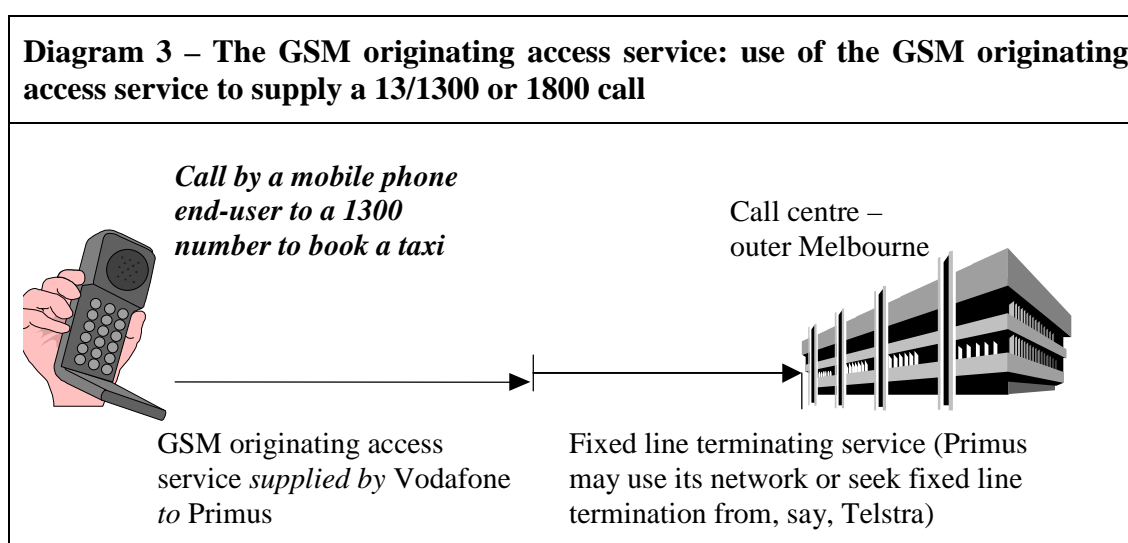 Diagram 3 – The GSM originating access service: use of the GSM originating
access service to supply a 13/1300 or 1800 call
Call by a mobile phone
end-user to a 1300
number to book a taxi
Call centre –
outer Melbourne
GSM originating access
service supplied by Vodafone
to Primus
Fixed line terminating service (Primus
may use its network or seek fixed line
termination from, say, Telstra)